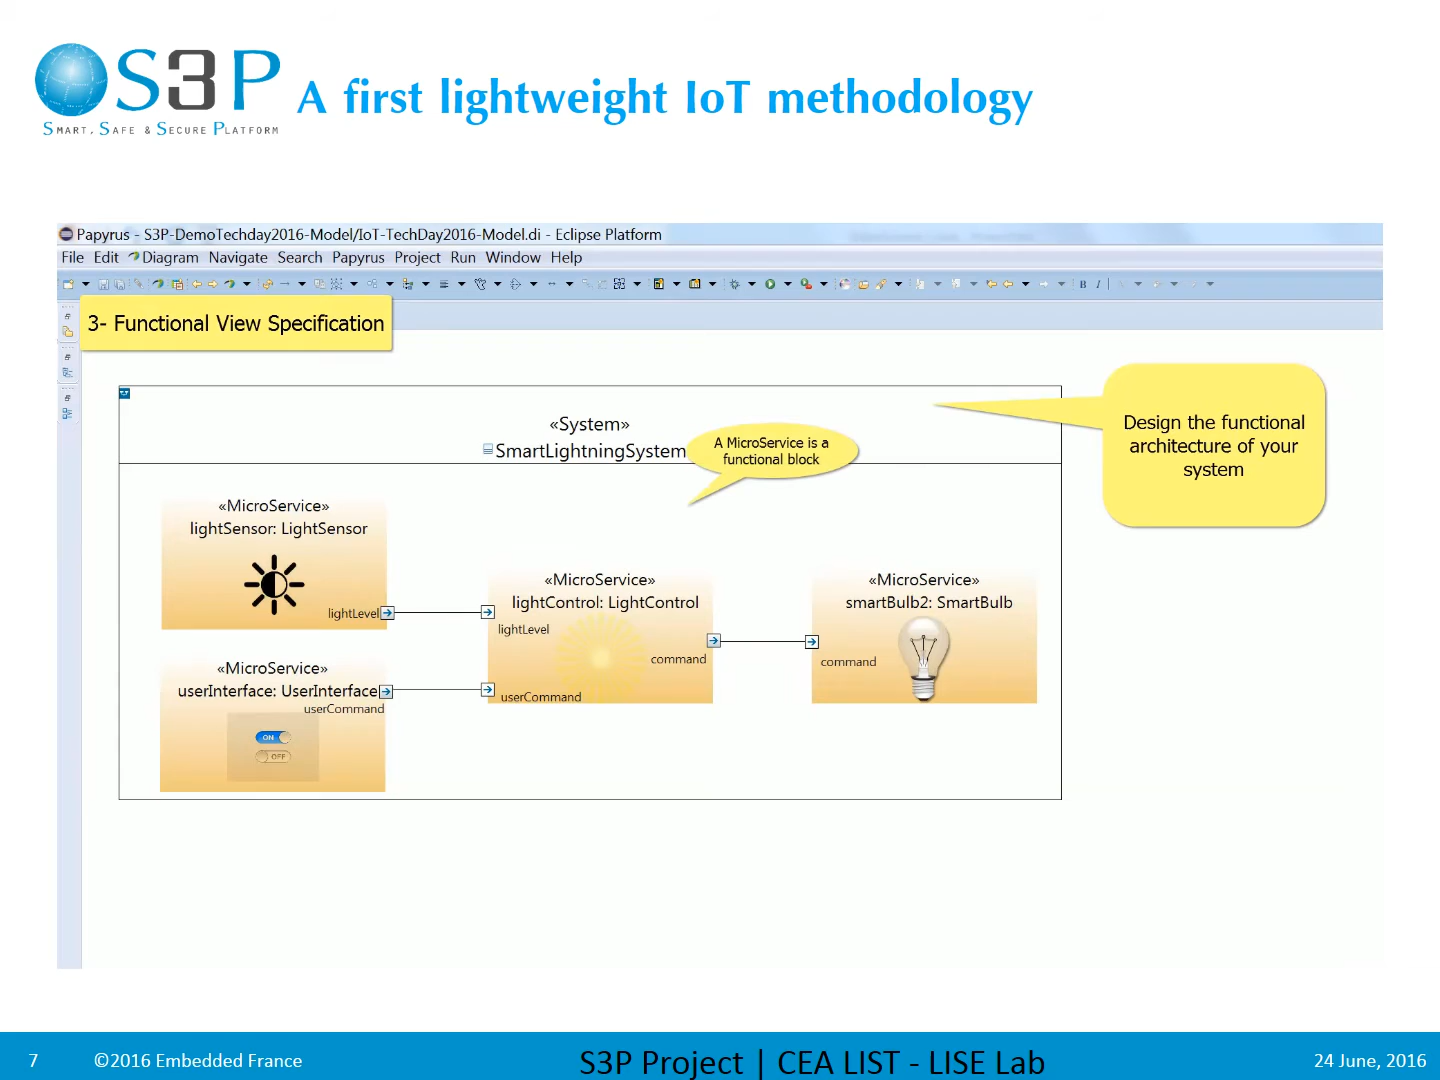 S3P
SMART, SAFE & SECURE PLATFORM
A first lightweight IoT methodology
Papyrus - S3P-DemoTechday2016-Model/IoT-TechDay2016-Model.di - Eclipse Platform
File Edit Diagram Navigate Search Papyrus Project Run Window Help
B I
3- Functional View Specification
Design the functional
architecture of your
system
«System»
SmartLightningSystem
A MicroService is a
functional block
«MicroService»
lightSensor: LightSensor
lightLevel
«MicroService»
userInterface: UserInterface
userCommand
ON
OFF
«MicroService»
lightControl: LightControl
lightLevel
command
userCommand
«MicroService»
smartBulb2: SmartBulb
command
7 ©2016 Embedded France S3P Project | CEA LIST - LISE Lab 24 June, 2016